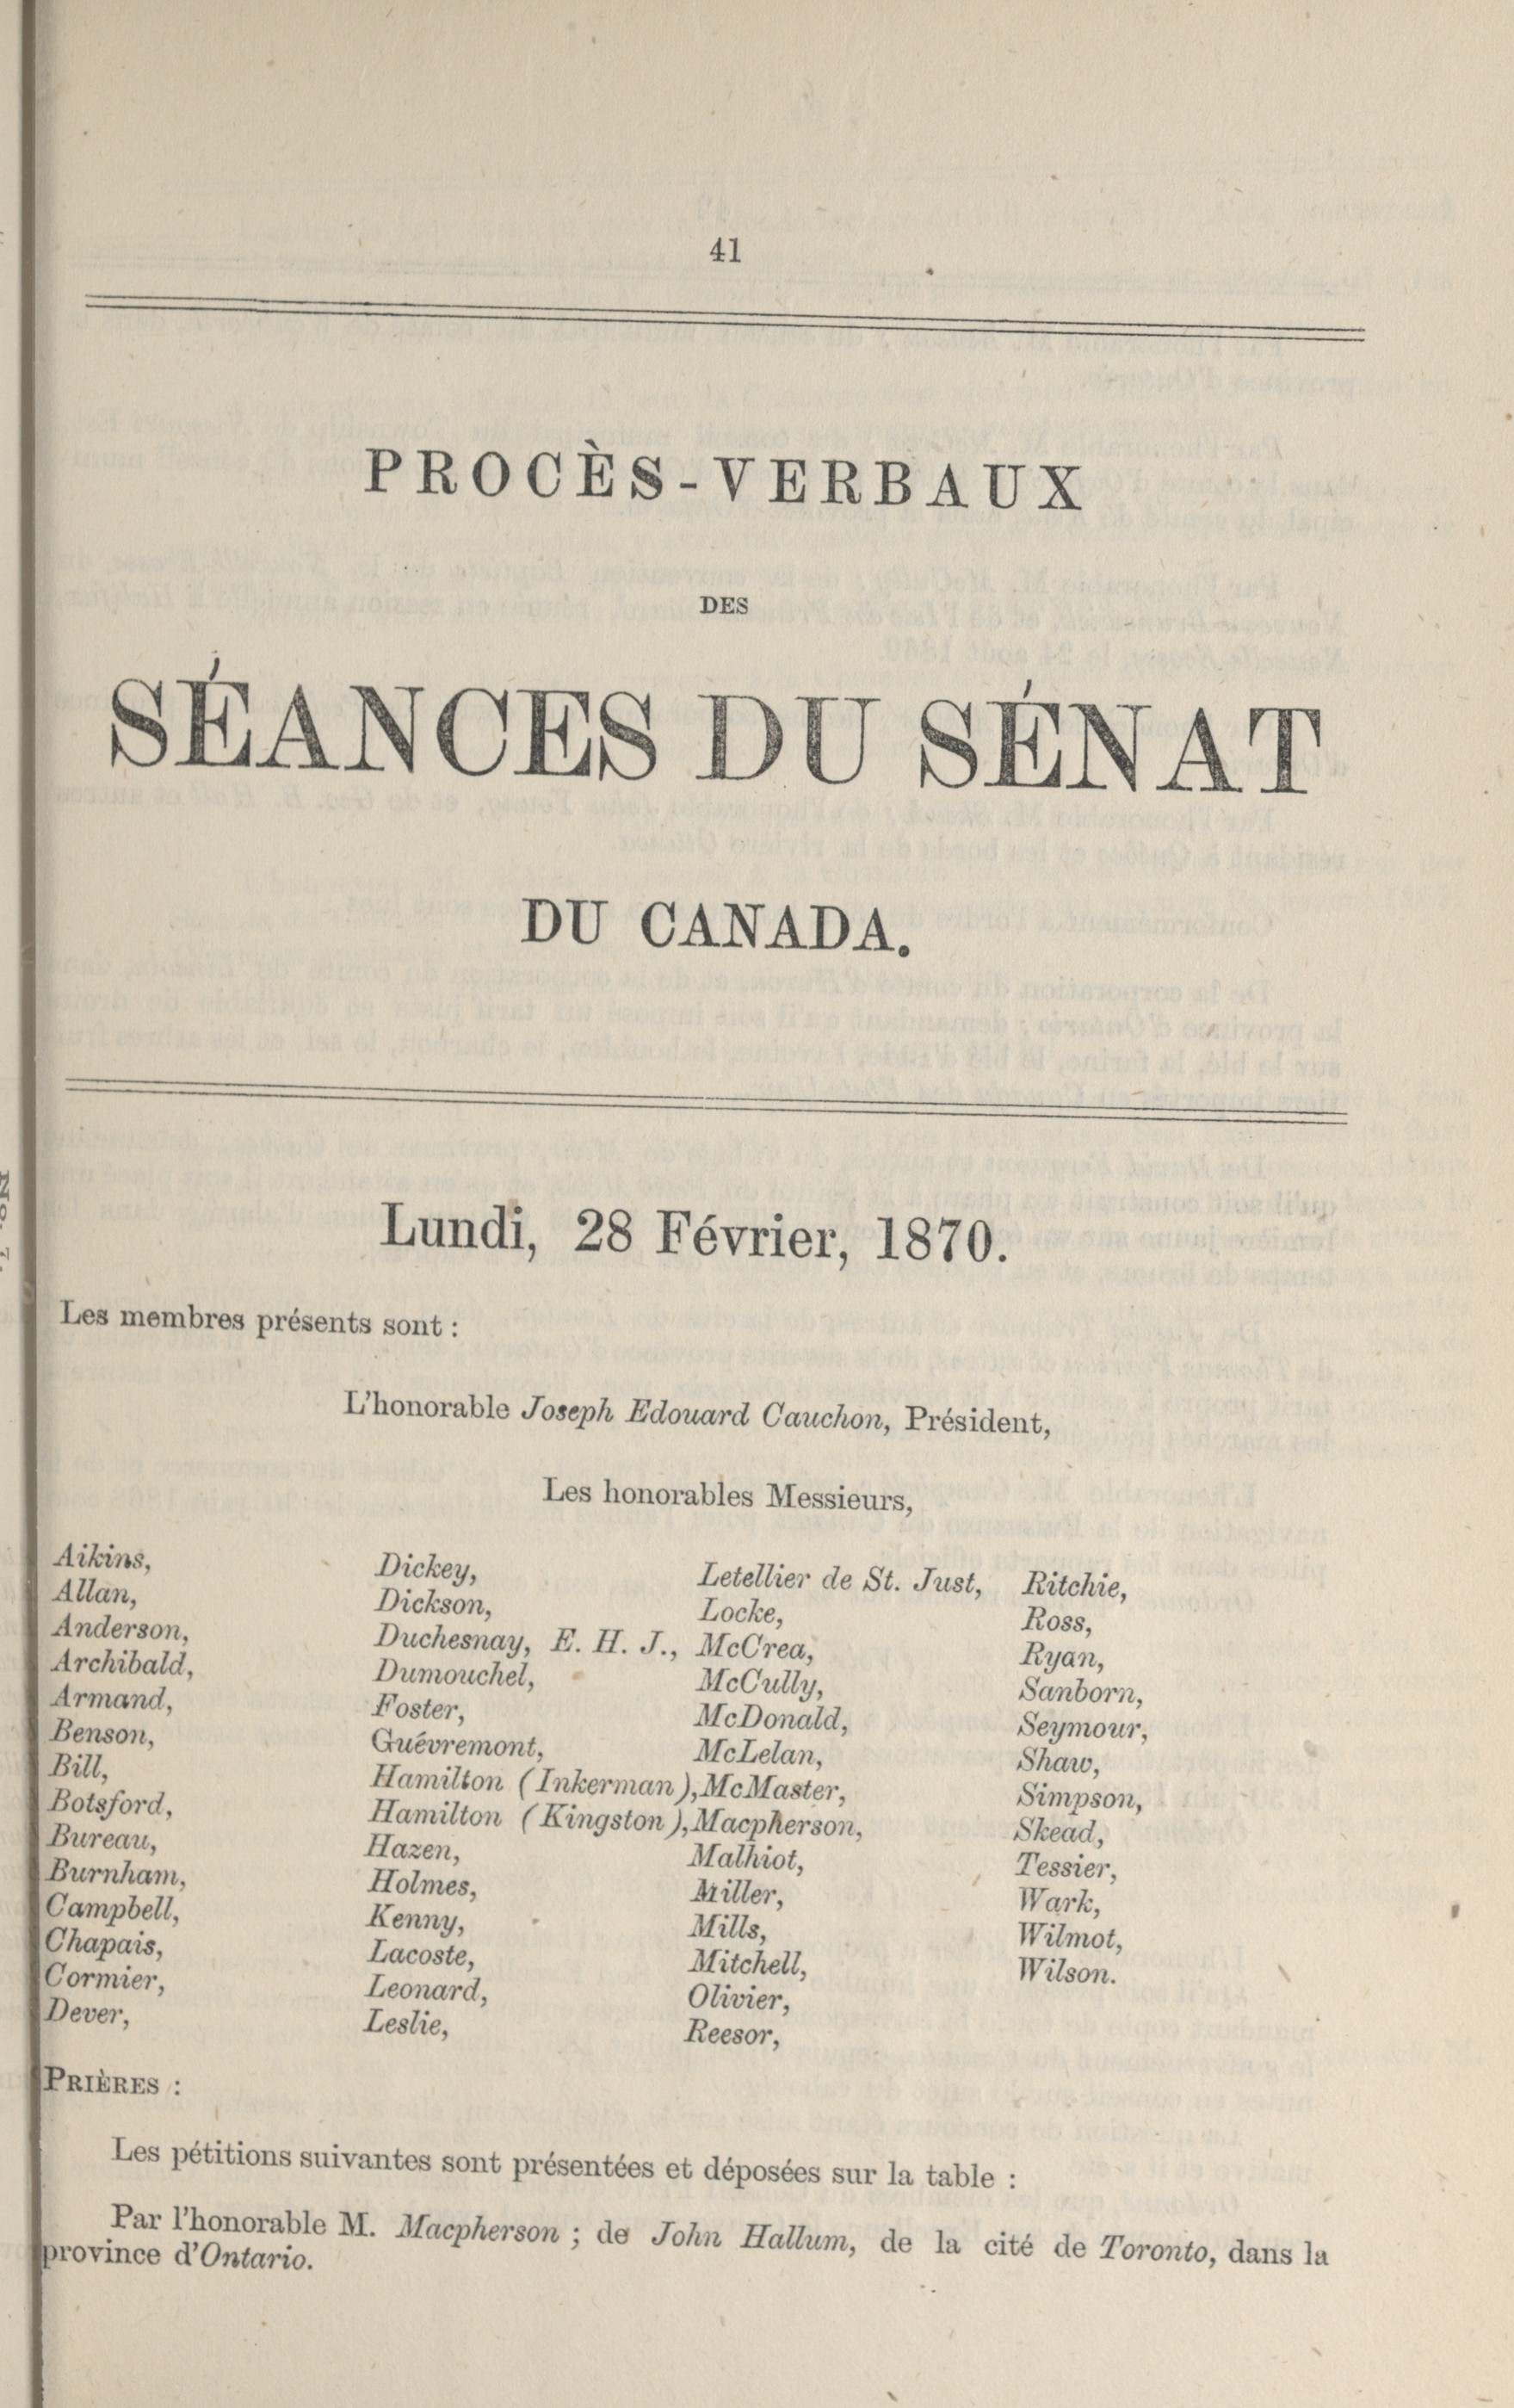 41
PROCÈS-VERBAUX
DES
SÉANCES DU SÉNAT
DU CANADA.
Lundi, 28 Février, 1870.
Les membres présents sont :
L'honorable Joseph Edouard Cauchon, Président,
Les honorables Messieurs,
Aikins,
Allan,
Anderson,
Archibald,
Armand,
Benson,
Bill,
Botsford,
Bureau,
Burnham,
Campbell,
Chapais,
Cormier,
Dever,
Dickey,
Dickson,
Duchesnay, E. H. J.,
Dumouchel,
Foster,
Guévremont,
Hamilton (Inkerman),
Hamilton (Kingston),
Hazen,
Holmes,
Kenny,
Lacoste,
Leonard,
Leslie,
Letellier de St. Just,
Locke,
McCrea,
McCully,
McDonald,
McLelan,
McMaster,
Macpherson,
Malhiot,
Miller,
Mills,
Mitchell,
Olivier,
Reesor,
Ritchie,
Ross,
Ryan,
Sanborn,
Seymour,
Shaw,
Simpson,
Skead,
Tessier,
Wark,
Wilmot,
Wilson.
PRIÈRES :
Les pétitions suivantes sont présentées et déposées sur la table :
Par l'honorable M. Macpherson ; de John Hallum, de la cité de Toronto, dans la
province d'Ontario.